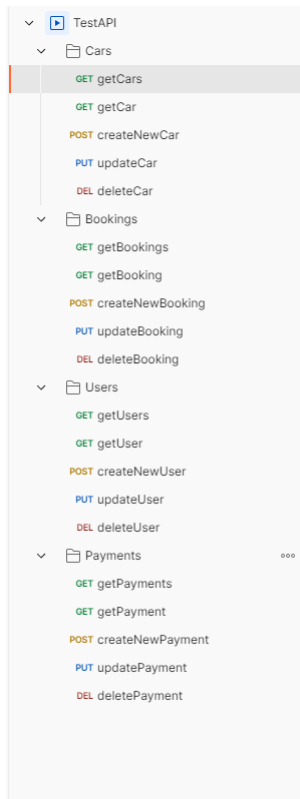 TestAPI
Cars
GET getCars
GET getCar
POST createNewCar
PUT updateCar
DEL deleteCar
Bookings
GET getBookings
GET getBooking
POST createNewBooking
PUT updateBooking
DEL deleteBooking
Users
GET getUsers
GET getUser
POST createNewUser
PUT updateUser
DEL deleteUser
Payments
GET getPayments
GET getPayment
POST createNewPayment
PUT updatePayment
DEL deletePayment